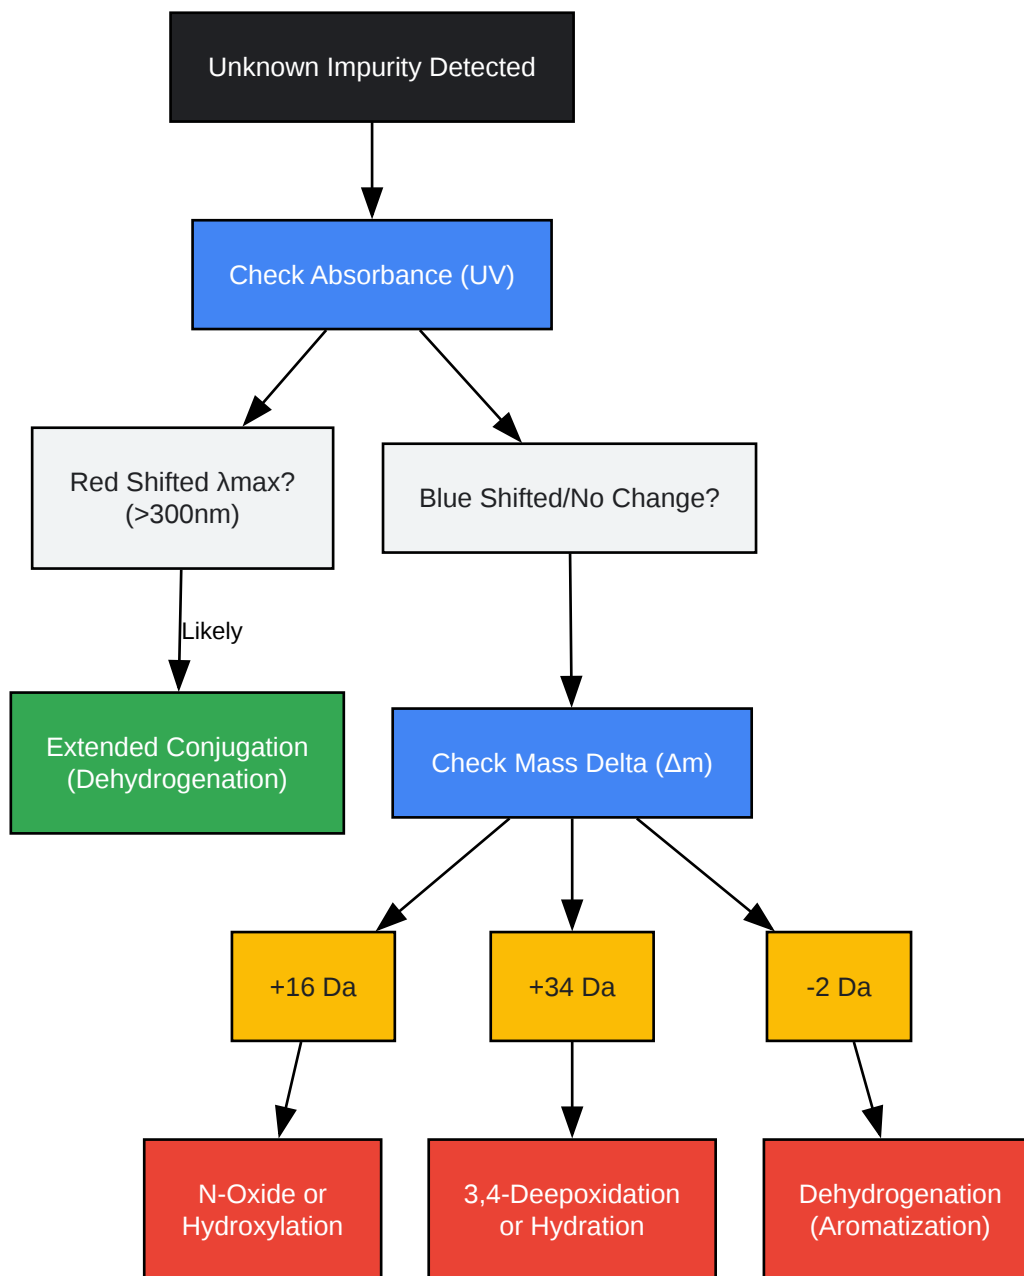 Unknown Impurity Detected
Check Absorbance (UV)
Red Shifted λmax?
(>300nm)
Blue Shifted/No Change?
Likely
Extended Conjugation
(Dehydrogenation)
Check Mass Delta (Δm)
+16 Da
+34 Da
-2 Da
N-Oxide or
Hydroxylation
3,4-Deepoxidation
or Hydration
Dehydrogenation
(Aromatization)